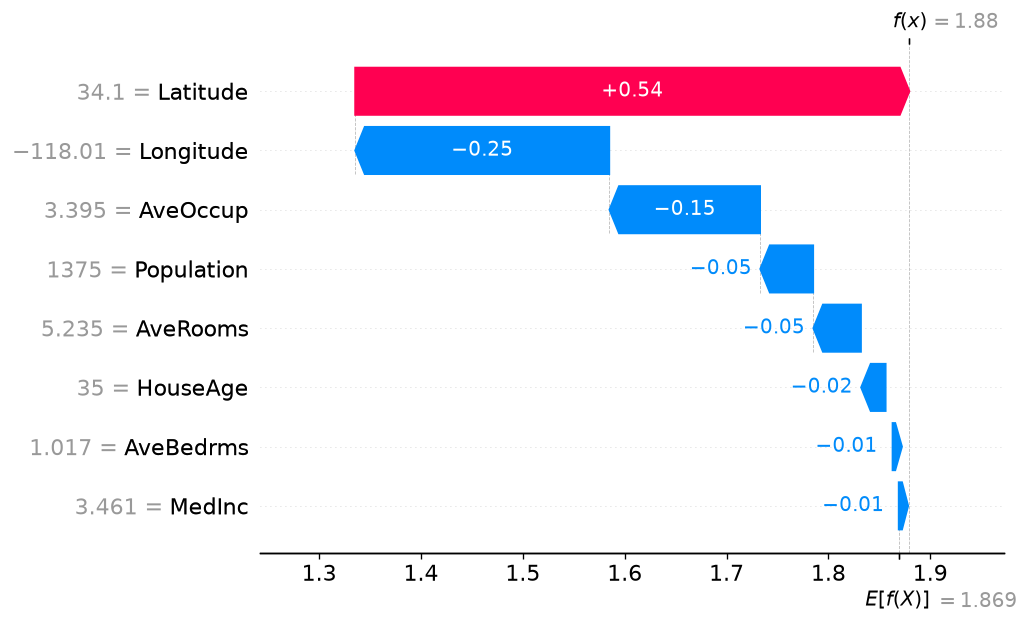 f(x) = 1.88
34.1 = Latitude +0.54
−118.01 = Longitude −0.25
3.395 = AveOccup −0.15
1375 = Population −0.05
5.235 = AveRooms −0.05
35 = HouseAge −0.02
1.017 = AveBedrms −0.01
3.461 = MedInc −0.01
1.3 1.4 1.5 1.6 1.7 1.8 1.9
E[f(X)] = 1.869